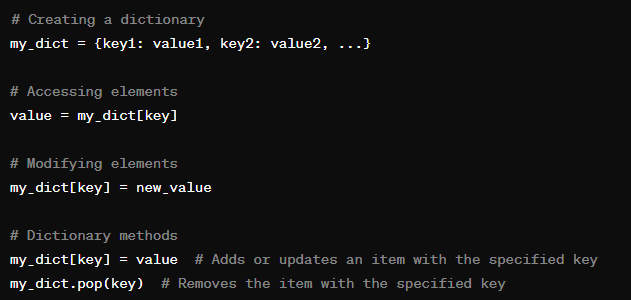 # Creating a dictionary
my_dict = {key1: value1, key2: value2, ...}
# Accessing elements
value = my_dict[key]
# Modifying elements
my_dict[key] = new_value
# Dictionary methods
my_dict[key] = value  # Adds or updates an item with the specified key
my_dict.pop(key)  # Removes the item with the specified key